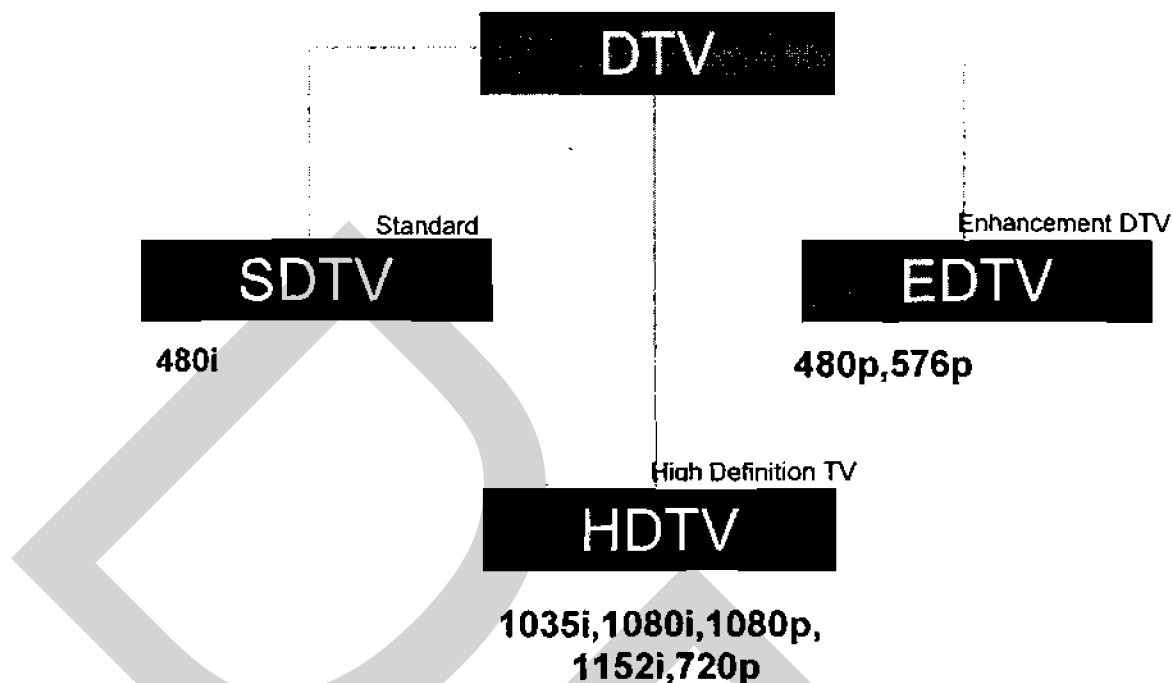 DTV
Standard
SDTV
480i
Enhancement DTV
EDTV
480p,576p
High Definition TV
HDTV
1035i,1080i,1080p,
1152i,720p